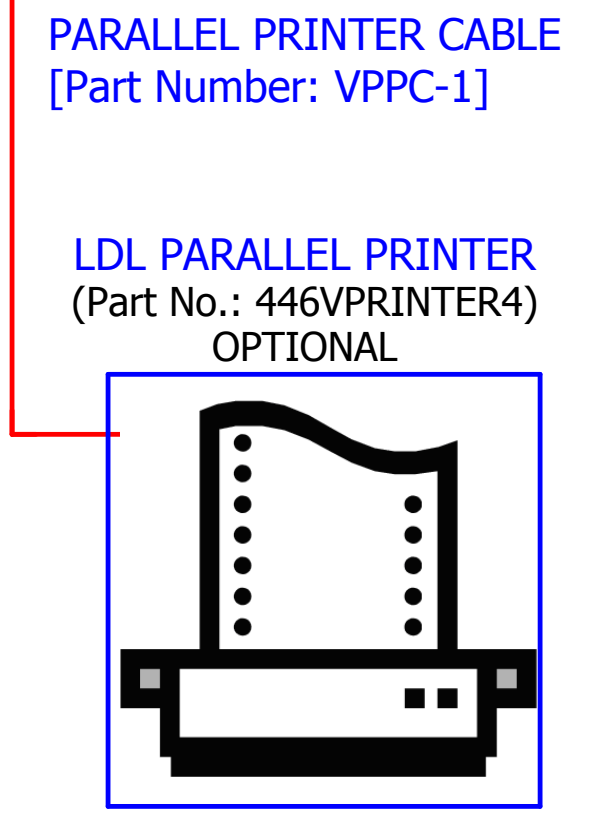 PARALLEL PRINTER CABLE
[Part Number: VPPC-1]
LDL PARALLEL PRINTER
(Part No.: 446VPRINTER4)
OPTIONAL